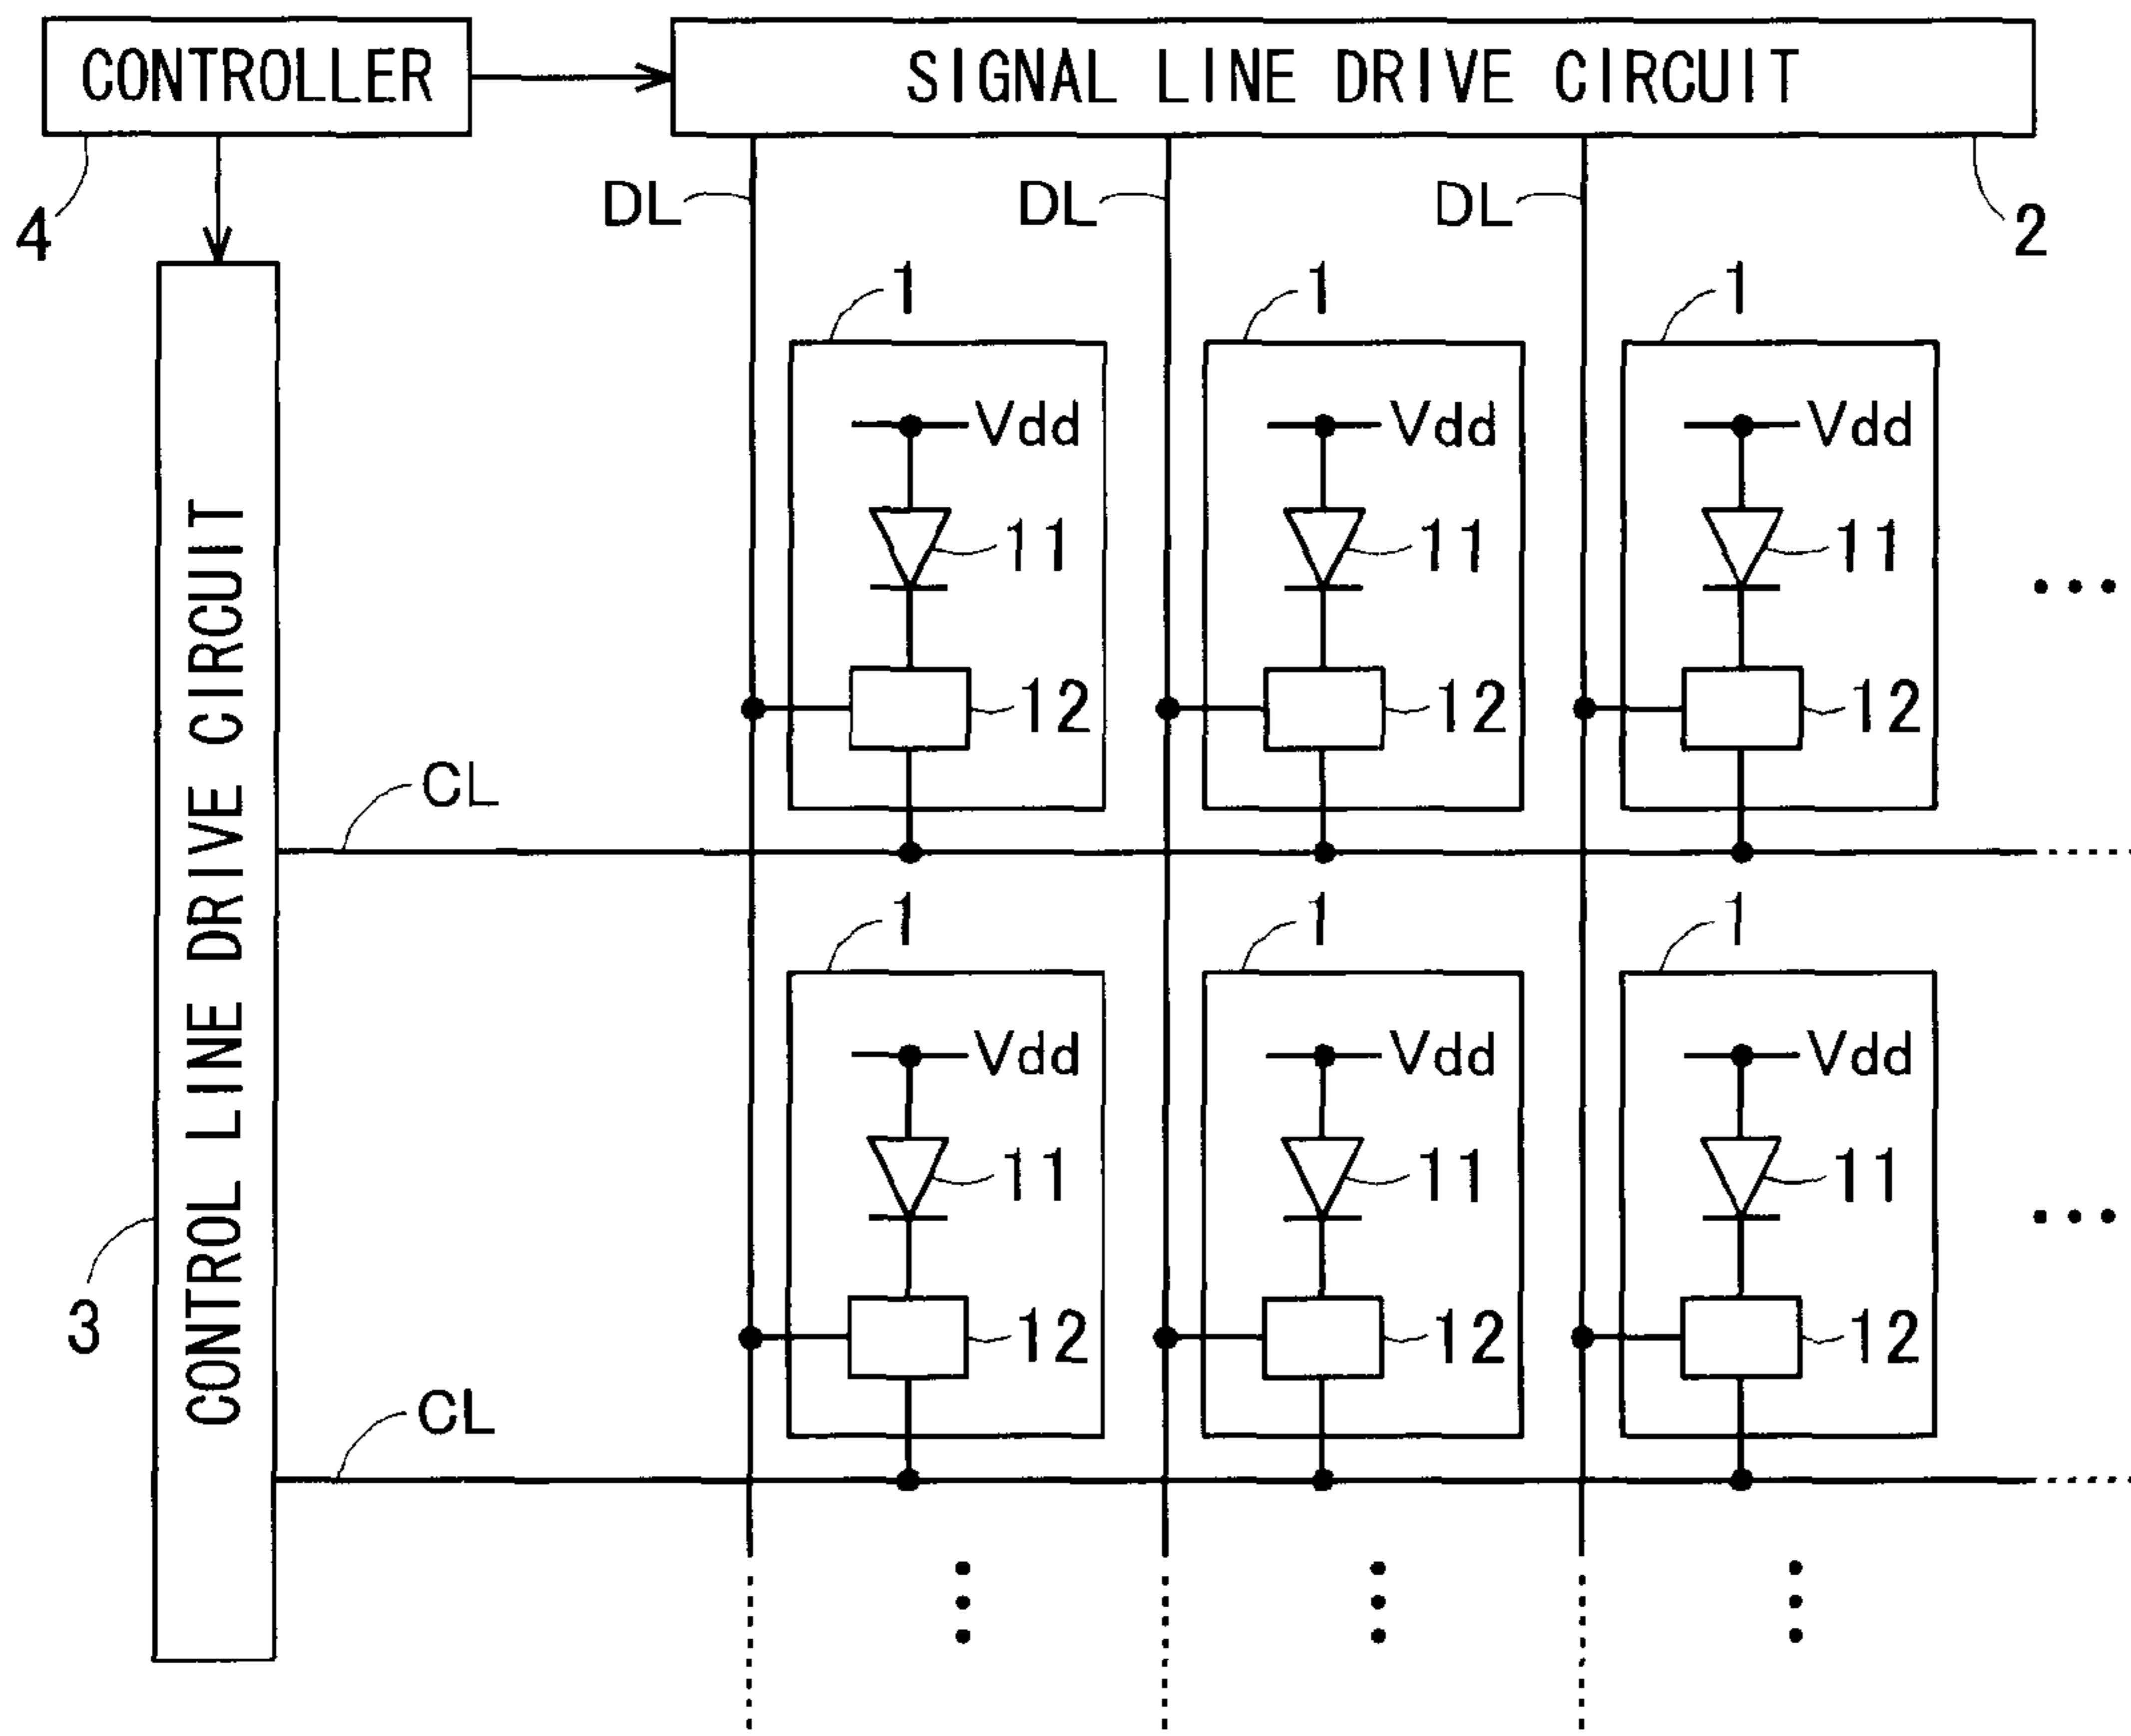 CONTROLLER
SIGNAL LINE DRIVE CIRCUIT
4
DL
DL
DL
2
1
1
1
Vdd
Vdd
Vdd
11
11
11
12
12
12
CONTROL LINE DRIVE CIRCUIT
CL
1
1
1
Vdd
Vdd
Vdd
11
11
11
3
12
12
12
CL